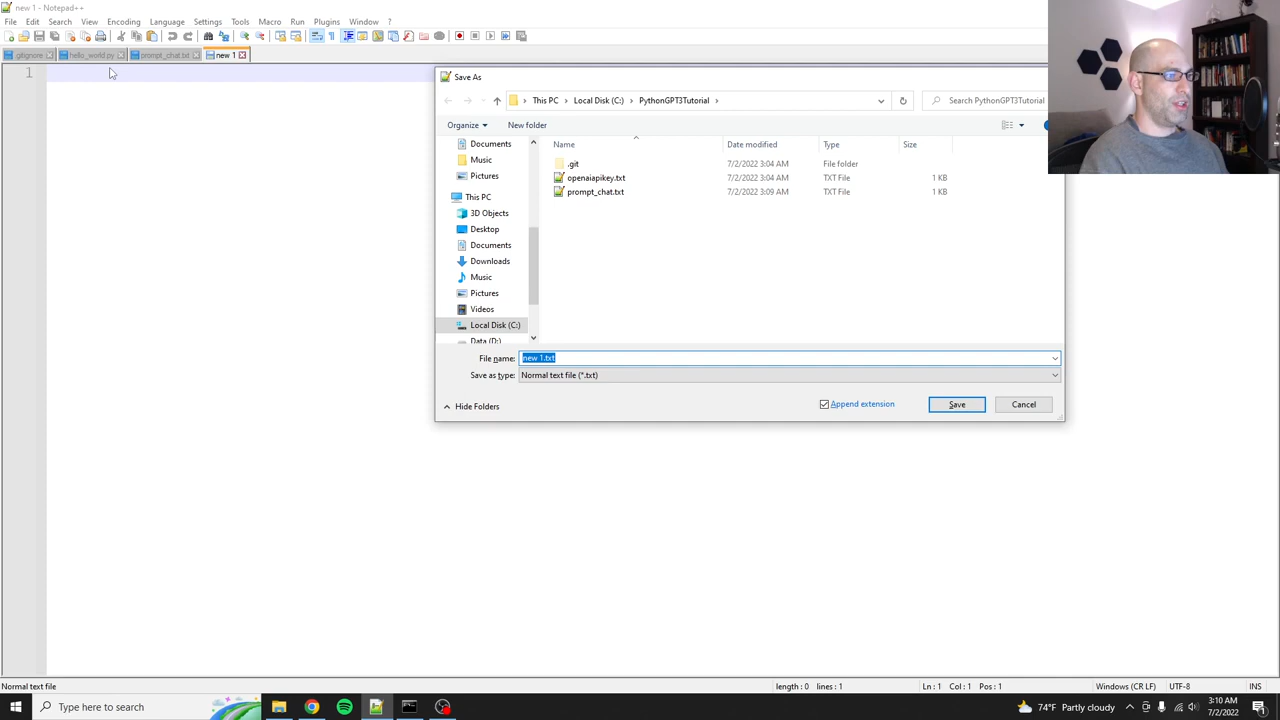 new 1 - Notepad++
File Edit Search View Encoding Language Settings Tools Macro Run Plugins Window ?
.gitignore hello_world.py prompt_chat.txt new 1
1
Save As
This PC › Local Disk (C:) › PythonGPT3Tutorial ›
Search PythonGPT3Tutorial
Organize New folder
Name Date modified Type Size
Documents
Music
Pictures
This PC
3D Objects
Desktop
Documents
Downloads
Music
Pictures
Videos
Local Disk (C:)
Data (D:)
.git 7/2/2022 3:04 AM File folder
openaiapikey.txt 7/2/2022 3:04 AM TXT File 1 KB
prompt_chat.txt 7/2/2022 3:09 AM TXT File 1 KB
File name: new 1.txt
Save as type: Normal text file (*.txt)
Hide Folders
Append extension Save Cancel
Normal text file length : 0 lines : 1 Ln : 1 Col : 1 Pos : 1 Windows (CR LF) UTF-8 INS
Type here to search
74°F Partly cloudy
3:10 AM
7/2/2022